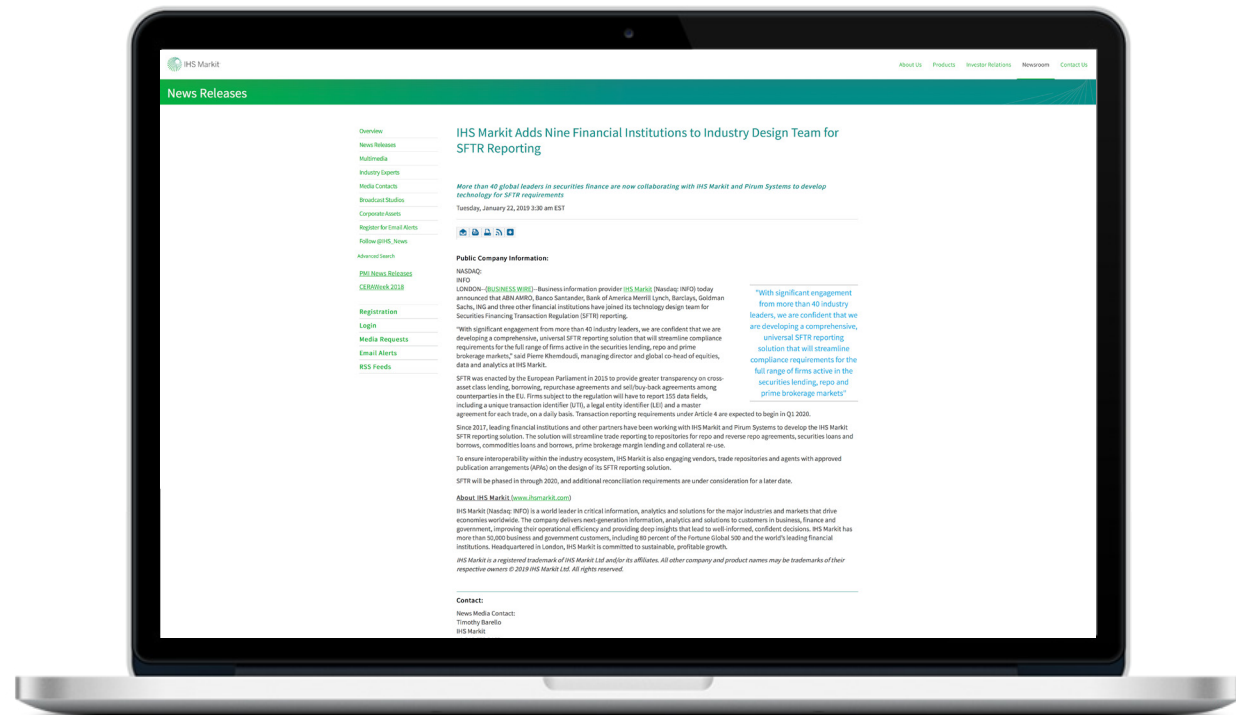 IHS Markit
About Us Products Investor Relations Newsroom Contact Us
News Releases
Overview
News Releases
Multimedia
Industry Experts
Media Contacts
Broadcast Studios
Corporate Assets
Register for Email Alerts
Follow @IHS_News
Advanced Search
PMI News Releases
CERAWeek 2018
Registration
Login
Media Requests
Email Alerts
RSS Feeds
IHS Markit Adds Nine Financial Institutions to Industry Design Team for
SFTR Reporting
More than 40 global leaders in securities finance are now collaborating with IHS Markit and Pirum Systems to develop
technology for SFTR requirements
Tuesday, January 22, 2019 3:30 am EST
Public Company Information:
NASDAQ:
INFO
LONDON--(BUSINESS WIRE)--Business information provider IHS Markit (Nasdaq: INFO) today
announced that ABN AMRO, Banco Santander, Bank of America Merrill Lynch, Barclays, Goldman
Sachs, ING and three other financial institutions have joined its technology design team for
Securities Financing Transaction Regulation (SFTR) reporting.
"With significant engagement from more than 40 industry leaders, we are confident that we are
developing a comprehensive, universal SFTR reporting solution that will streamline compliance
requirements for the full range of firms active in the securities lending, repo and prime
brokerage markets," said Pierre Khemdoudi, managing director and global co-head of equities,
data and analytics at IHS Markit.
SFTR was enacted by the European Parliament in 2015 to provide greater transparency on cross-
asset class lending, borrowing, repurchase agreements and sell/buy-back agreements among
counterparties in the EU. Firms subject to the regulation will have to report 155 data fields,
including a unique transaction identifier (UTI), a legal entity identifier (LEI) and a master
agreement for each trade, on a daily basis. Transaction reporting requirements under Article 4 are expected to begin in Q1 2020.
"With significant engagement
from more than 40 industry
leaders, we are confident that we
are developing a comprehensive,
universal SFTR reporting
solution that will streamline
compliance requirements for the
full range of firms active in the
securities lending, repo and
prime brokerage markets"
Since 2017, leading financial institutions and other partners have been working with IHS Markit and Pirum Systems to develop the IHS Markit
SFTR reporting solution. The solution will streamline trade reporting to repositories for repo and reverse repo agreements, securities loans and
borrows, commodities loans and borrows, prime brokerage margin lending and collateral re-use.
To ensure interoperability within the industry ecosystem, IHS Markit is also engaging vendors, trade repositories and agents with approved
publication arrangements (APAs) on the design of its SFTR reporting solution.
SFTR will be phased in through 2020, and additional reconciliation requirements are under consideration for a later date.
About IHS Markit (www.ihsmarkit.com)
IHS Markit (Nasdaq: INFO) is a world leader in critical information, analytics and solutions for the major industries and markets that drive
economies worldwide. The company delivers next-generation information, analytics and solutions to customers in business, finance and
government, improving their operational efficiency and providing deep insights that lead to well-informed, confident decisions. IHS Markit has
more than 50,000 business and government customers, including 80 percent of the Fortune Global 500 and the world's leading financial
institutions. Headquartered in London, IHS Markit is committed to sustainable, profitable growth.
IHS Markit is a registered trademark of IHS Markit Ltd and/or its affiliates. All other company and product names may be trademarks of their
respective owners © 2019 IHS Markit Ltd. All rights reserved.
Contact:
News Media Contact:
Timothy Barello
IHS Markit